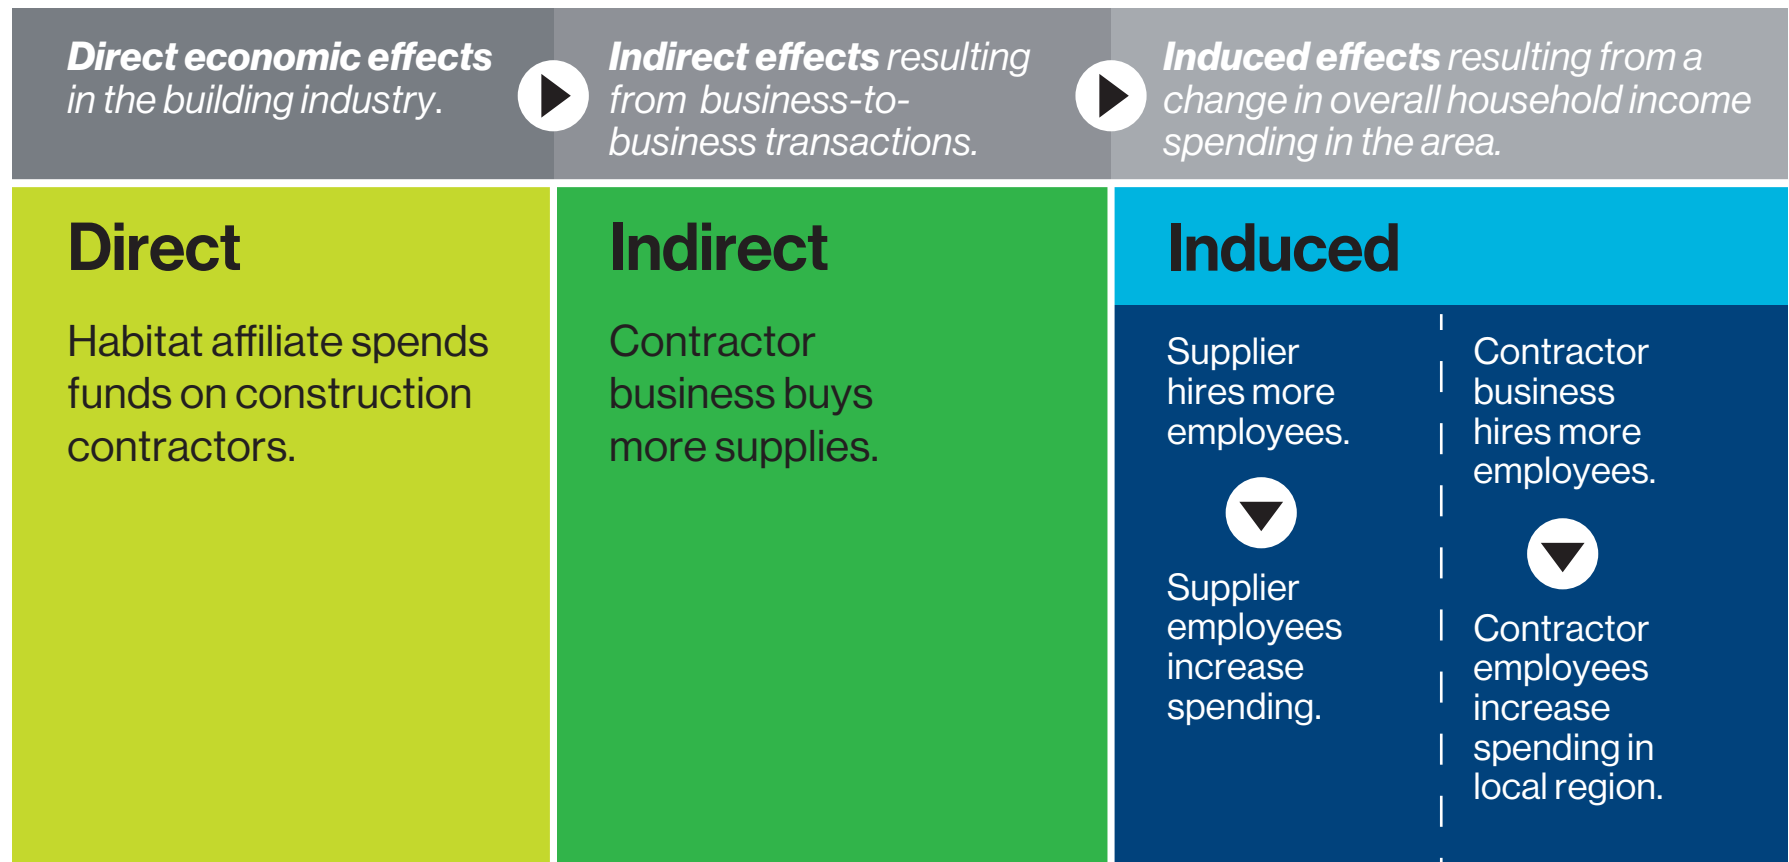 Direct economic effects
in the building industry.
Indirect effects resulting
from business-to-
business transactions.
Induced effects resulting from a
change in overall household income
spending in the area.
Direct
Habitat affiliate spends
funds on construction
contractors.
Indirect
Contractor
business buys
more supplies.
Induced
Supplier
hires more
employees.
Supplier
employees
increase
spending.
Contractor
business
hires more
employees.
Contractor
employees
increase
spending in
local region.